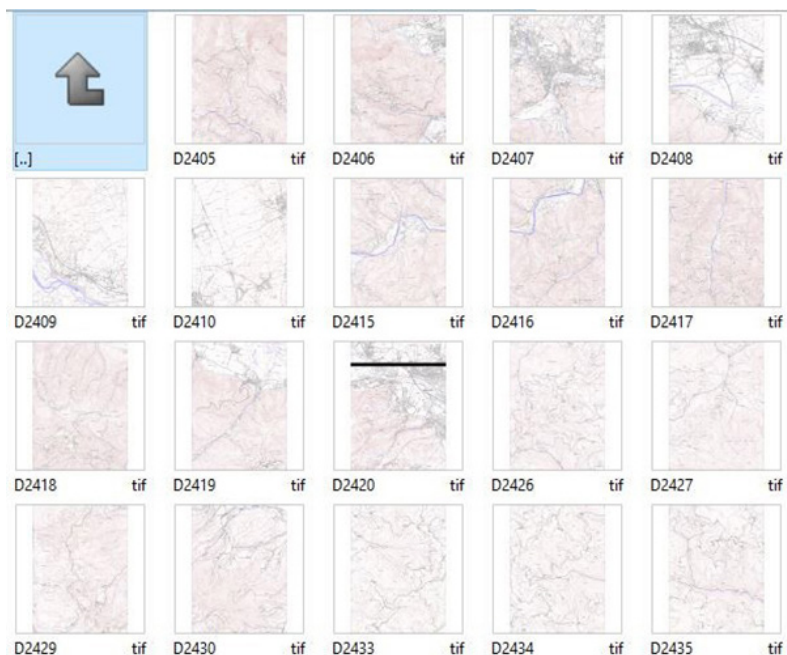 [..] D2405 tif D2406 tif D2407 tif D2408 tif
D2409 tif D2410 tif D2415 tif D2416 tif D2417 tif
D2418 tif D2419 tif D2420 tif D2426 tif D2427 tif
D2429 tif D2430 tif D2433 tif D2434 tif D2435 tif